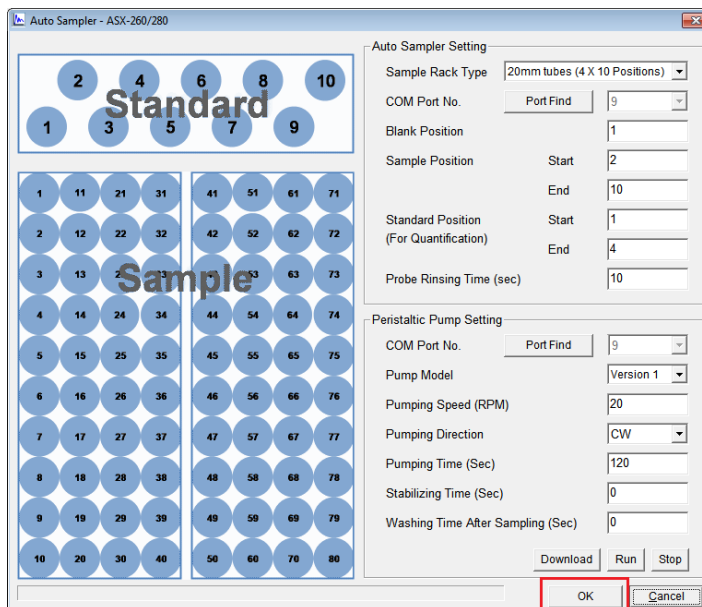 Auto Sampler - ASX-260/280
2 4 6 8 10
Standard
1 3 5 7 9
1 11 21 31 41 51 61 71
2 12 22 32 42 52 62 72
3 13 33 53 63 73
Sample
4 14 24 34 44 54 64 74
5 15 25 35 45 55 65 75
6 16 26 36 46 56 66 76
7 17 27 37 47 57 67 77
8 18 28 38 48 58 68 78
9 19 29 39 49 59 69 79
10 20 30 40 50 60 70 80
Auto Sampler Setting
Sample Rack Type 20mm tubes (4 X 10 Positions)
COM Port No. Port Find 9
Blank Position 1
Sample Position Start 2
End 10
Standard Position Start 1
(For Quantification) End 4
Probe Rinsing Time (sec) 10
Peristaltic Pump Setting
COM Port No. Port Find 9
Pump Model Version 1
Pumping Speed (RPM) 20
Pumping Direction CW
Pumping Time (Sec) 120
Stabilizing Time (Sec) 0
Washing Time After Sampling (Sec) 0
Download Run Stop
OK Cancel